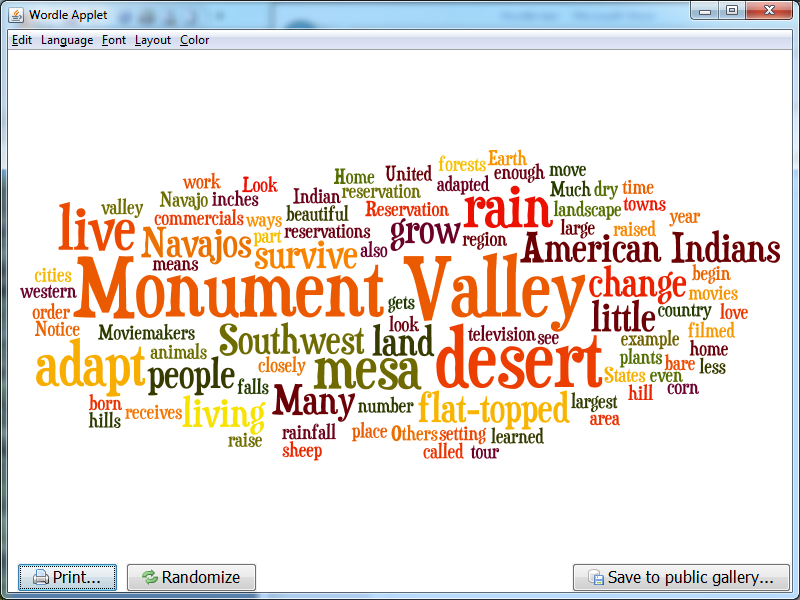 Wordle Applet
Edit Language Font Layout Color
forests Earth
Home United enough move
work Look reservation adapted Much dry time
valley Navajo inches Indian rain landscape towns
commercials ways beautiful Reservation year
live Navajos part reservations grow region large raised
means survive also American Indians
cities change begin
western Monument Valley movies
order gets little country love
Notice Moviemakers look television see filmed
Southwest land example home
adapt animals closely mesa desert plants bare less
people falls States even corn
born living Many number flat-topped largest hill
hills receives area
raise rainfall place Others setting learned
sheep called tour
Print... Randomize Save to public gallery...